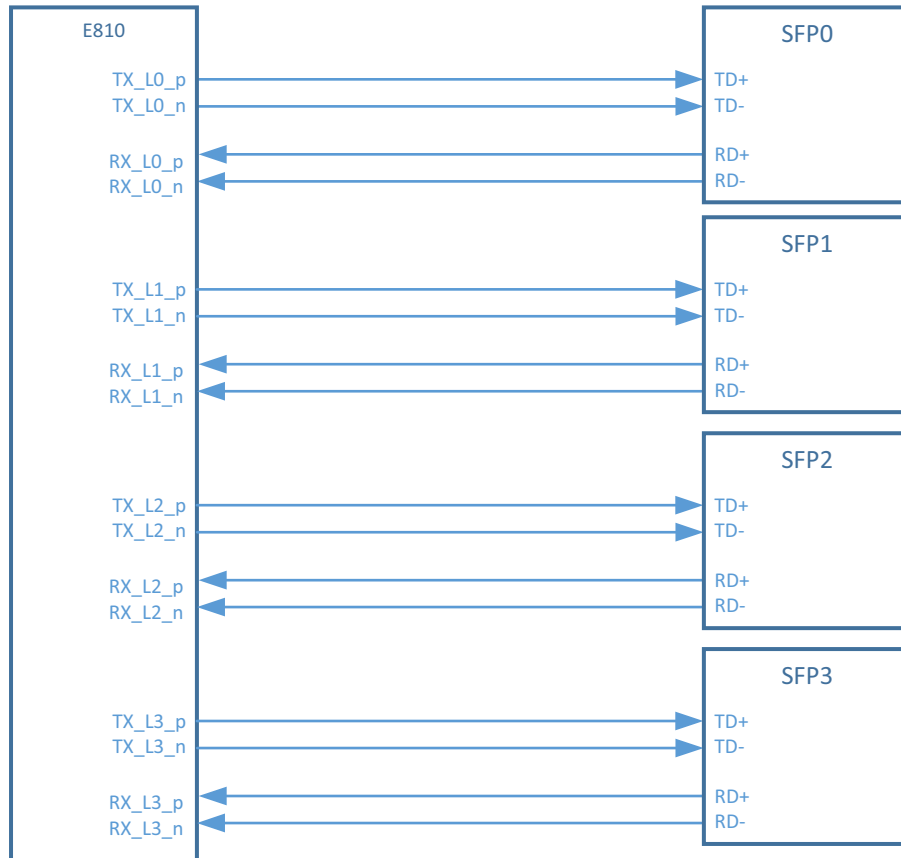 E810
SFP0
TX_L0_p
TD+
TX_L0_n
TD-
RX_L0_p
RD+
RX_L0_n
RD-
SFP1
TX_L1_p
TD+
TX_L1_n
TD-
RX_L1_p
RD+
RX_L1_n
RD-
SFP2
TX_L2_p
TD+
TX_L2_n
TD-
RX_L2_p
RD+
RX_L2_n
RD-
SFP3
TX_L3_p
TD+
TX_L3_n
TD-
RX_L3_p
RD+
RX_L3_n
RD-